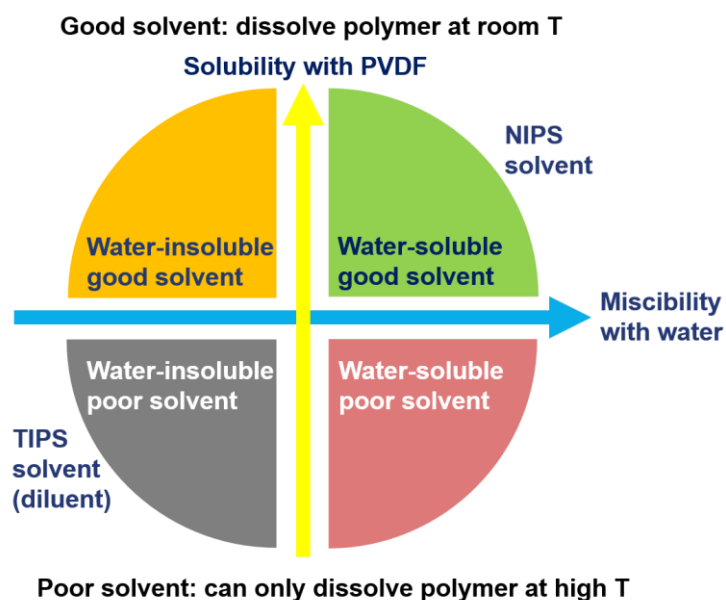 Good solvent: dissolve polymer at room T
Solubility with PVDF
NIPS
solvent
Water-insoluble
good solvent
Water-soluble
good solvent
Miscibility
with water
Water-insoluble
poor solvent
Water-soluble
poor solvent
TIPS
solvent
(diluent)
Poor solvent: can only dissolve polymer at high T